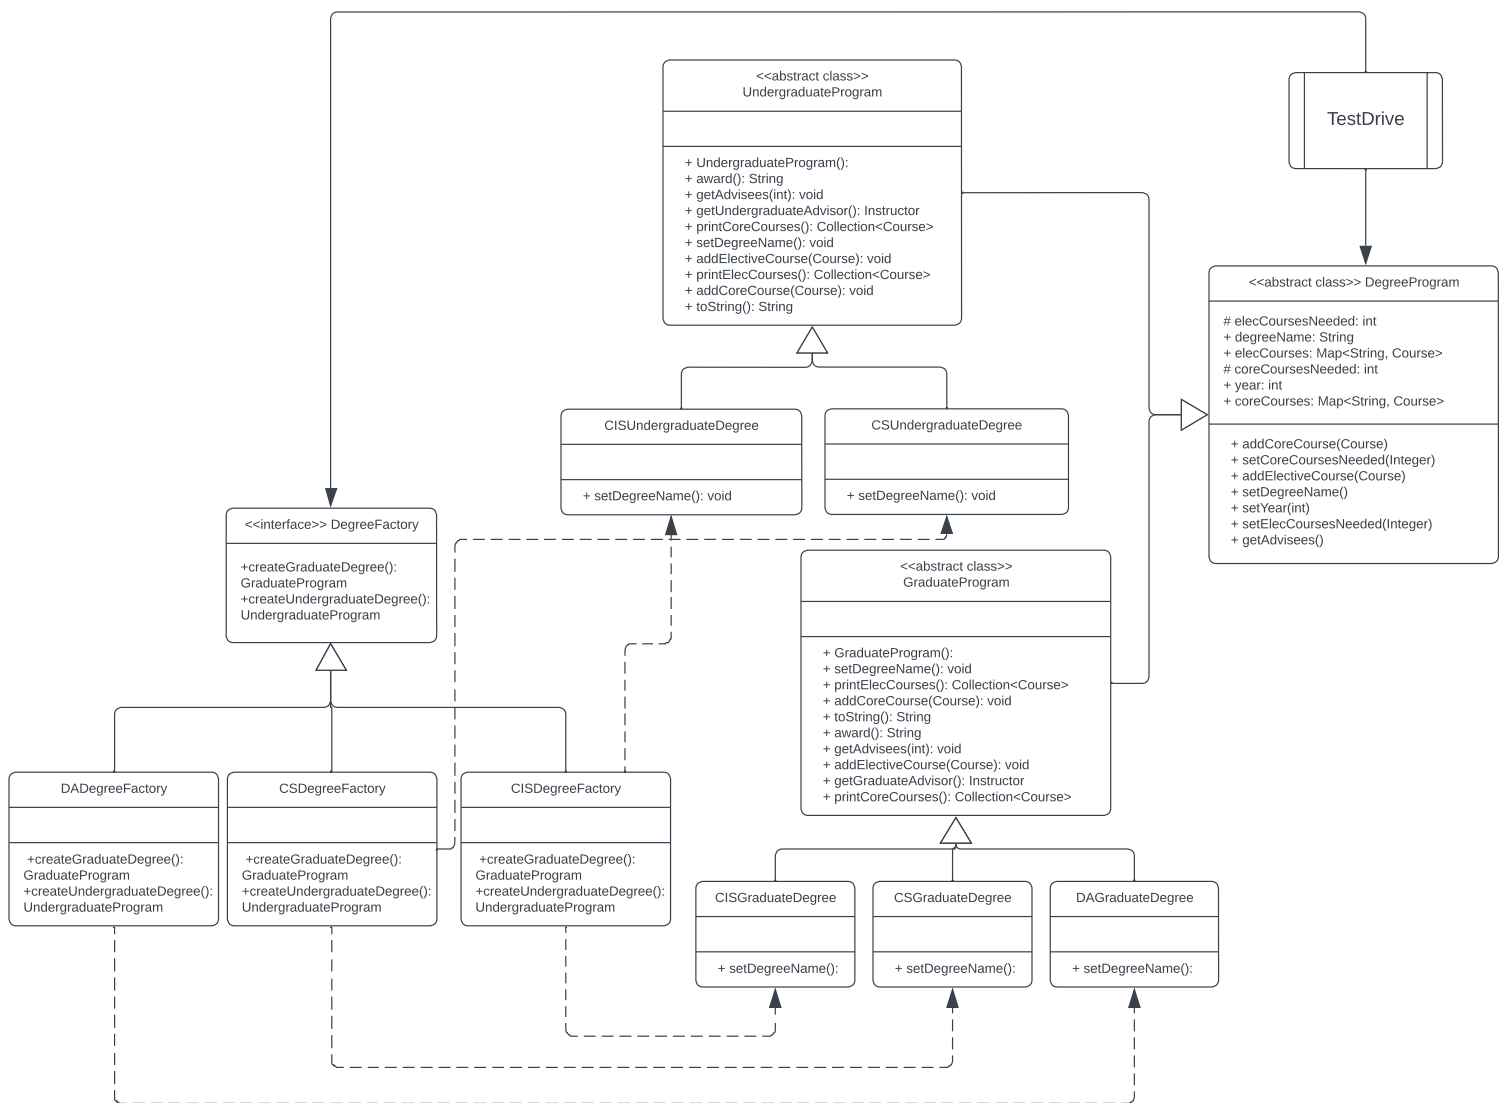 <<abstract class>>
UndergraduateProgram
+ UndergraduateProgram():
+ award(): String
+ getAdvisees(int): void
+ getUndergraduateAdvisor(): Instructor
+ printCoreCourses(): Collection<Course>
+ setDegreeName(): void
+ addElectiveCourse(Course): void
+ printElecCourses(): Collection<Course>
+ addCoreCourse(Course): void
+ toString(): String
TestDrive
<<abstract class>> DegreeProgram
# elecCoursesNeeded: int
+ degreeName: String
+ elecCourses: Map<String, Course>
# coreCoursesNeeded: int
+ year: int
+ coreCourses: Map<String, Course>
+ addCoreCourse(Course)
+ setCoreCoursesNeeded(Integer)
+ addElectiveCourse(Course)
+ setDegreeName()
+ setYear(int)
+ setElecCoursesNeeded(Integer)
+ getAdvisees()
CISUndergraduateDegree
+ setDegreeName(): void
CSUndergraduateDegree
+ setDegreeName(): void
<<interface>> DegreeFactory
+createGraduateDegree():
GraduateProgram
+createUndergraduateDegree():
UndergraduateProgram
<<abstract class>>
GraduateProgram
+ GraduateProgram():
+ setDegreeName(): void
+ printElecCourses(): Collection<Course>
+ addCoreCourse(Course): void
+ toString(): String
+ award(): String
+ getAdvisees(int): void
+ addElectiveCourse(Course): void
+ getGraduateAdvisor(): Instructor
+ printCoreCourses(): Collection<Course>
DADegreeFactory
+createGraduateDegree():
GraduateProgram
+createUndergraduateDegree():
UndergraduateProgram
CSDegreeFactory
+createGraduateDegree():
GraduateProgram
+createUndergraduateDegree():
UndergraduateProgram
CISDegreeFactory
+createGraduateDegree():
GraduateProgram
+createUndergraduateDegree():
UndergraduateProgram
CISGraduateDegree
+ setDegreeName():
CSGraduateDegree
+ setDegreeName():
DAGraduateDegree
+ setDegreeName():